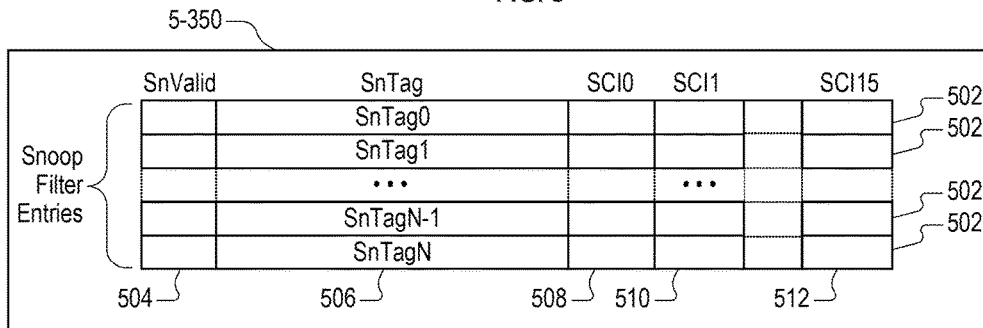 5-350
SnValid SnTag SCI0 SCI1 SCI15
SnTag0 502
SnTag1 502
Snoop Filter Entries
• • • • • •
SnTagN-1 502
SnTagN 502
504 506 508 510 512